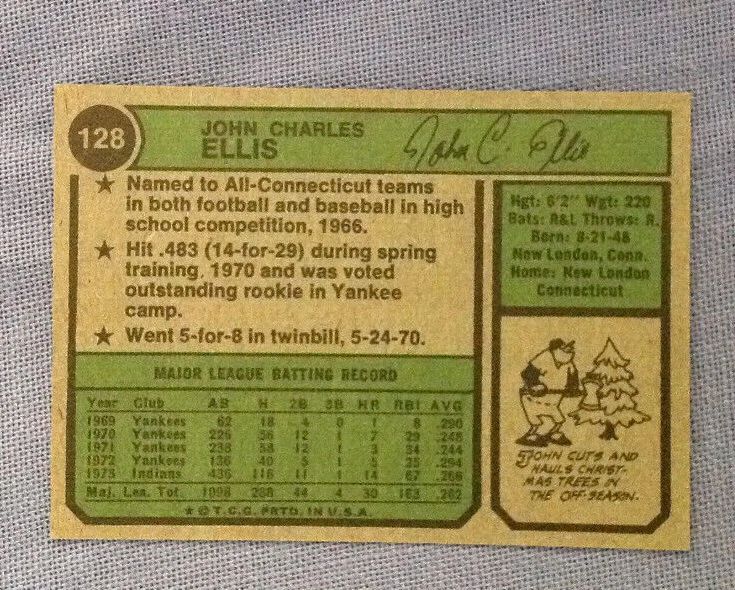 128
JOHN CHARLES
ELLIS
John C. Ellis
★ Named to All-Connecticut teams
in both football and baseball in high
school competition, 1966.
★ Hit .483 (14-for-29) during spring
training, 1970 and was voted
outstanding rookie in Yankee
camp.
★ Went 5-for-8 in twinbill, 5-24-70.
Hgt: 6'2" Wgt: 220
Bats: R&L Throws: R.
Born: 8-21-48
New London, Conn.
Home: New London
Connecticut
MAJOR LEAGUE BATTING RECORD
Year Club AB H 2B 3B HR RBI AVG
1969 Yankees 62 18 4 0 1 8 .290
1970 Yankees 226 56 12 1 7 29 .248
1971 Yankees 238 58 12 1 3 34 .244
1972 Yankees 136 40 5 1 5 25 .294
1973 Indians 436 11 1 14 .
Maj. Lea. Tot. 1098 288 44 4 30 163 .262
★ © T.C.G. PRTD. IN U.S.A.
JOHN CUTS AND
HAULS CHRIST-
MAS TREES IN
THE OFF-SEASON.